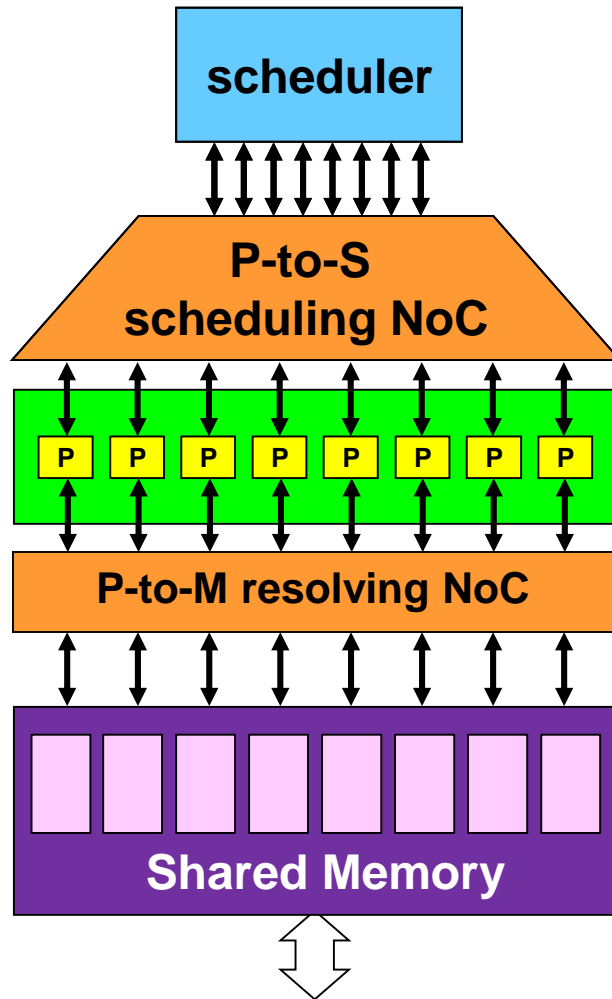 scheduler
P-to-S
scheduling NoC
P P P P P P P P
P-to-M resolving NoC
Shared Memory